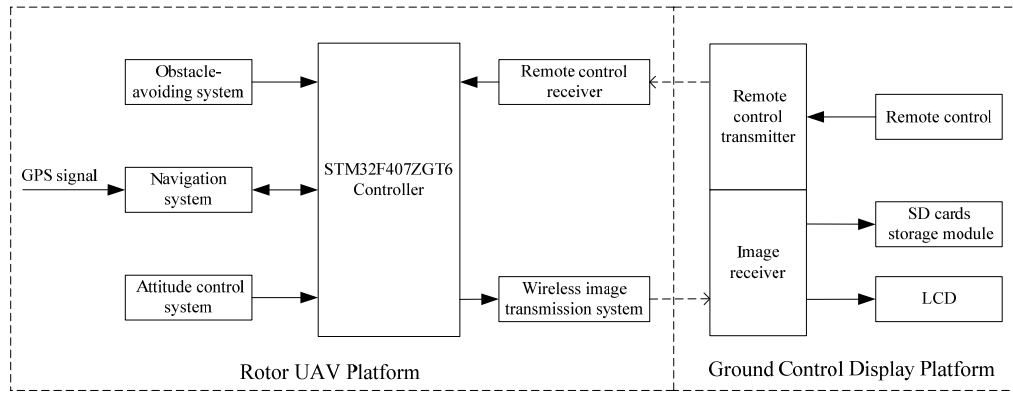 Obstacle-
avoiding system
GPS signal
Navigation
system
Attitude control
system
STM32F407ZGT6
Controller
Remote control
receiver
Wireless image
transmission system
Rotor UAV Platform
Remote
control
transmitter
Image
receiver
Remote control
SD cards
storage module
LCD
Ground Control Display Platform